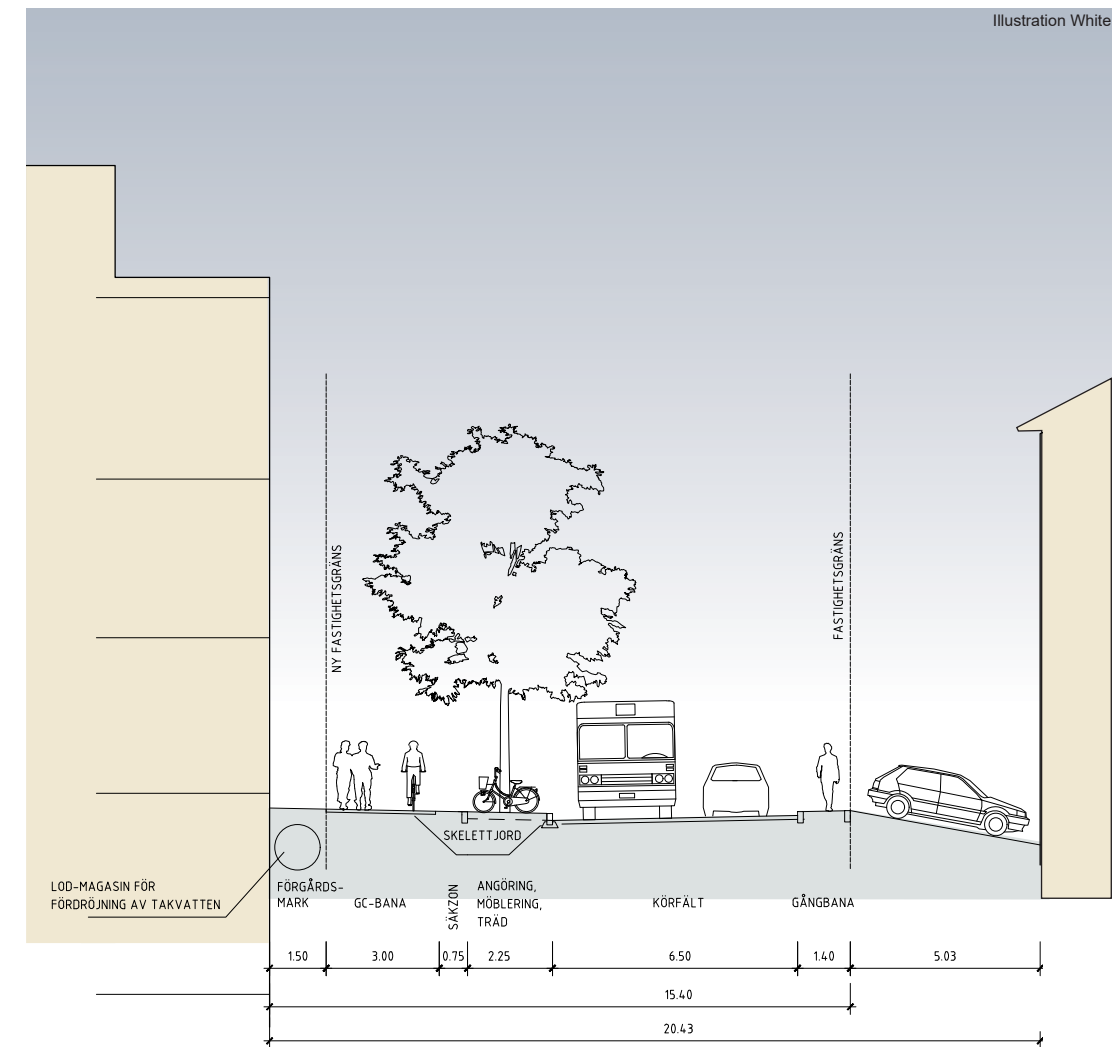 Illustration White
NY FASTIGHETSGRÄNS
FASTIGHETSGRÄNS
SKELETTJORD
LOD-MAGASIN FÖR
FÖRDRÖJNING AV TAKVATTEN
FÖRGÅRDS-
MARK
GC-BANA
SÄKZON
ANGÖRING,
MÖBLERING,
TRÄD
KÖRFÄLT
GÅNGBANA
1.50
3.00
0.75
2.25
6.50
1.40
5.03
15.40
20.43